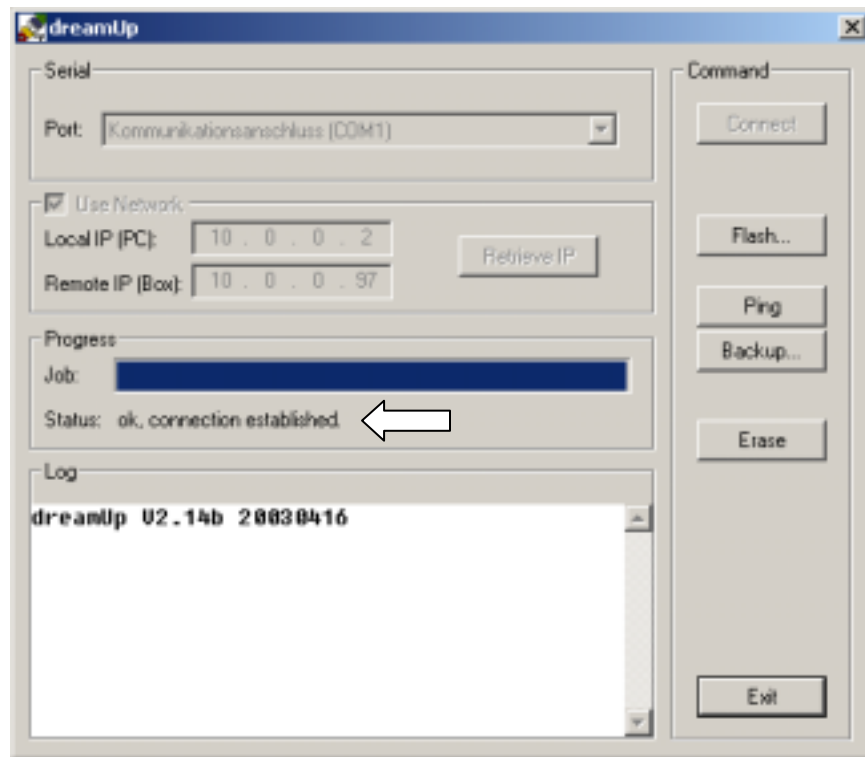 dreamUp
Serial
Port: Kommunikationsanschluss (COM1)
Use Network
Local IP (PC): 10 . 0 . 0 . 2
Remote IP (Box): 10 . 0 . 0 . 97
Retrieve IP
Progress
Job:
Status: ok, connection established.
Log
dreamUp V2.14b 20030416
Command
Connect
Flash...
Ping
Backup...
Erase
Exit